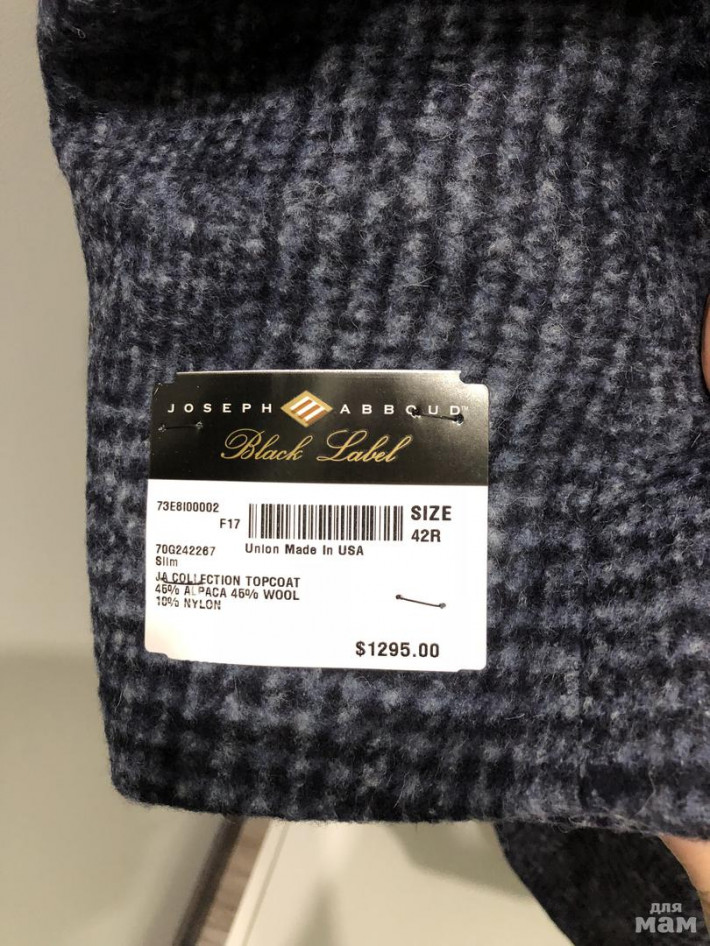 JOSEPH ABBOUD™
Black Label
73E8I00002
F17
SIZE
42R
Union Made In USA
70G242267
Slim
JA COLLECTION TOPCOAT
45% ALPACA 45% WOOL
10% NYLON
$1295.00
для
мам